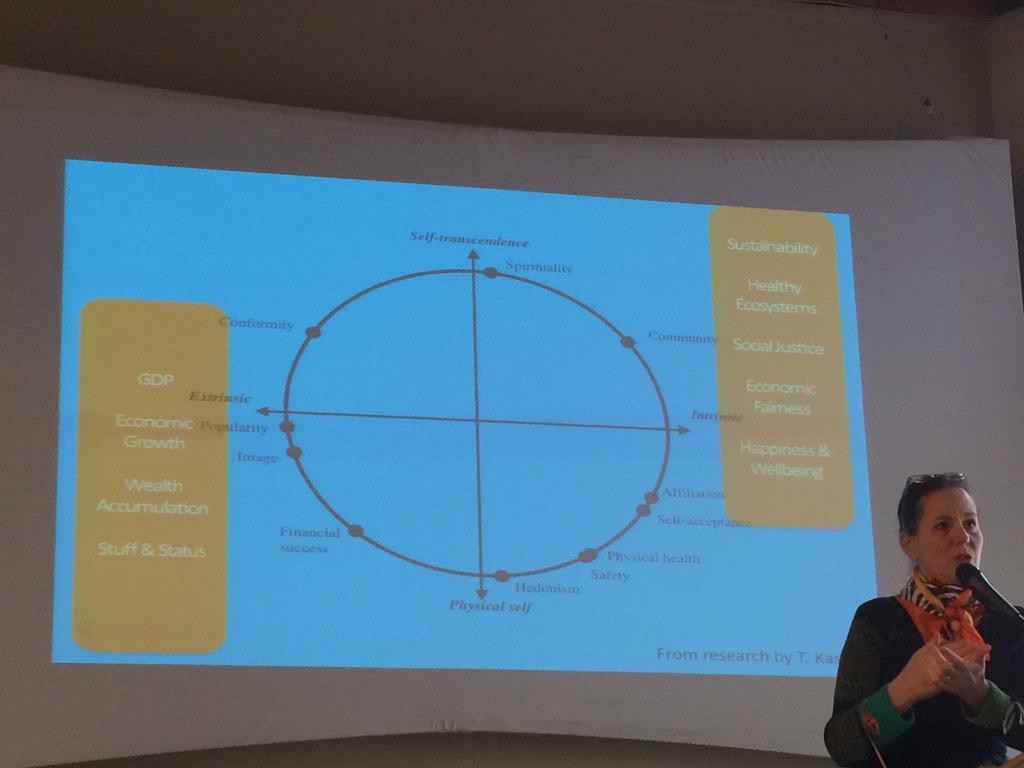 Self-transcendence
Spirituality
Conformity
Community
Extrinsic
Intrinsic
Popularity
Image
Affiliation
Self-acceptance
Financial
success
Physical health
Safety
Hedonism
Physical self
GDP
Economic
Growth
Wealth
Accumulation
Stuff & Status
Sustainability
Healthy
Ecosystems
Social Justice
Economic
Fairness
Happiness &
Wellbeing
From research by T. Kas